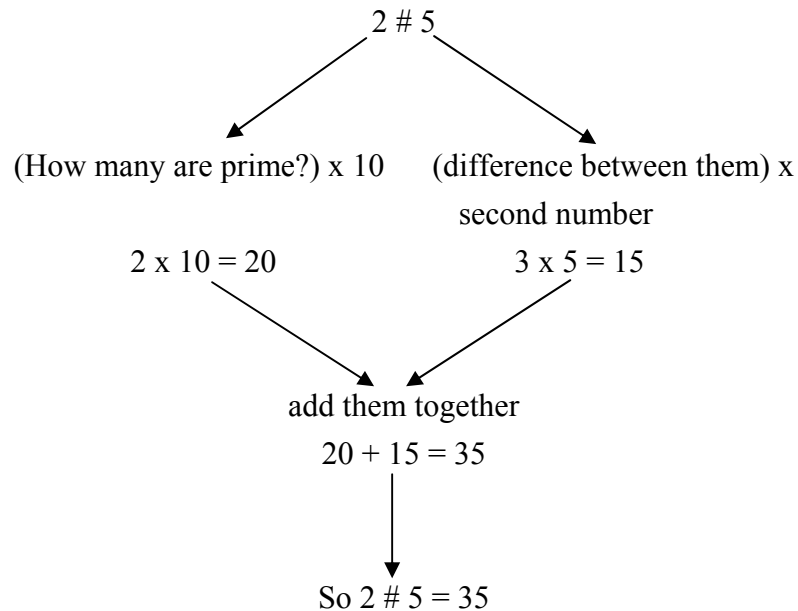 2 # 5
(How many are prime?) x 10
(difference between them) x
second number
2 x 10 = 20
3 x 5 = 15
add them together
20 + 15 = 35
So 2 # 5 = 35